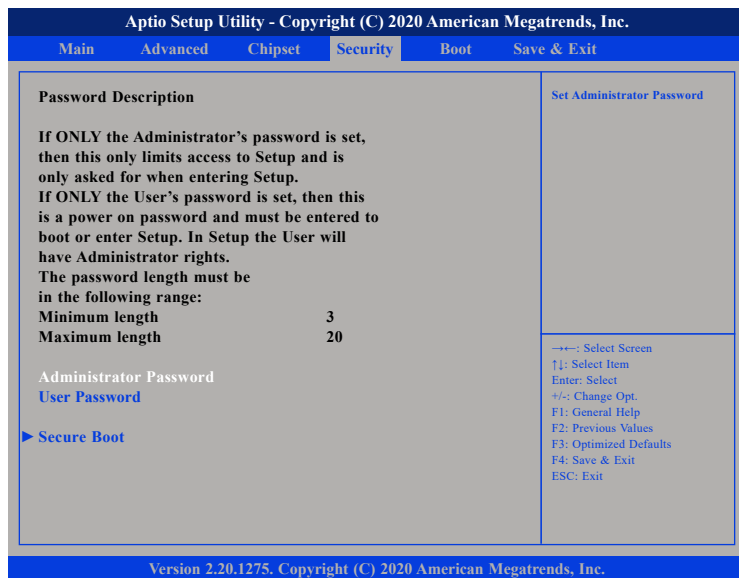 Aptio Setup Utility - Copyright (C) 2020 American Megatrends, Inc.
Main Advanced Chipset Security Boot Save & Exit
Password Description
If ONLY the Administrator’s password is set,
then this only limits access to Setup and is
only asked for when entering Setup.
If ONLY the User’s password is set, then this
is a power on password and must be entered to
boot or enter Setup. In Setup the User will
have Administrator rights.
The password length must be
in the following range:
Minimum length 3
Maximum length 20
Administrator Password
User Password
► Secure Boot
Set Administrator Password
→←: Select Screen
↑↓: Select Item
Enter: Select
+/-: Change Opt.
F1: General Help
F2: Previous Values
F3: Optimized Defaults
F4: Save & Exit
ESC: Exit
Version 2.20.1275. Copyright (C) 2020 American Megatrends, Inc.